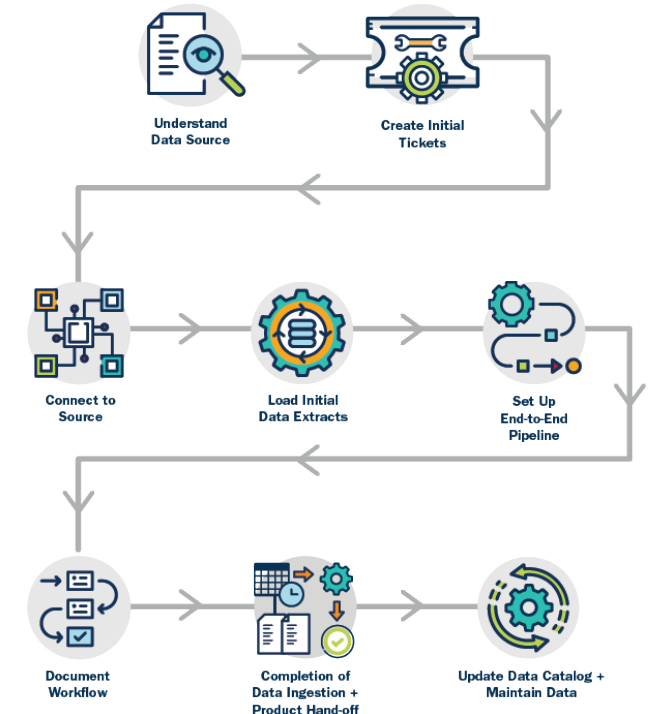 Understand
Data Source
Create Initial
Tickets
Connect to
Source
Load Initial
Data Extracts
Set Up
End-to-End
Pipeline
Document
Workflow
Completion of
Data Ingestion +
Product Hand-off
Update Data Catalog +
Maintain Data